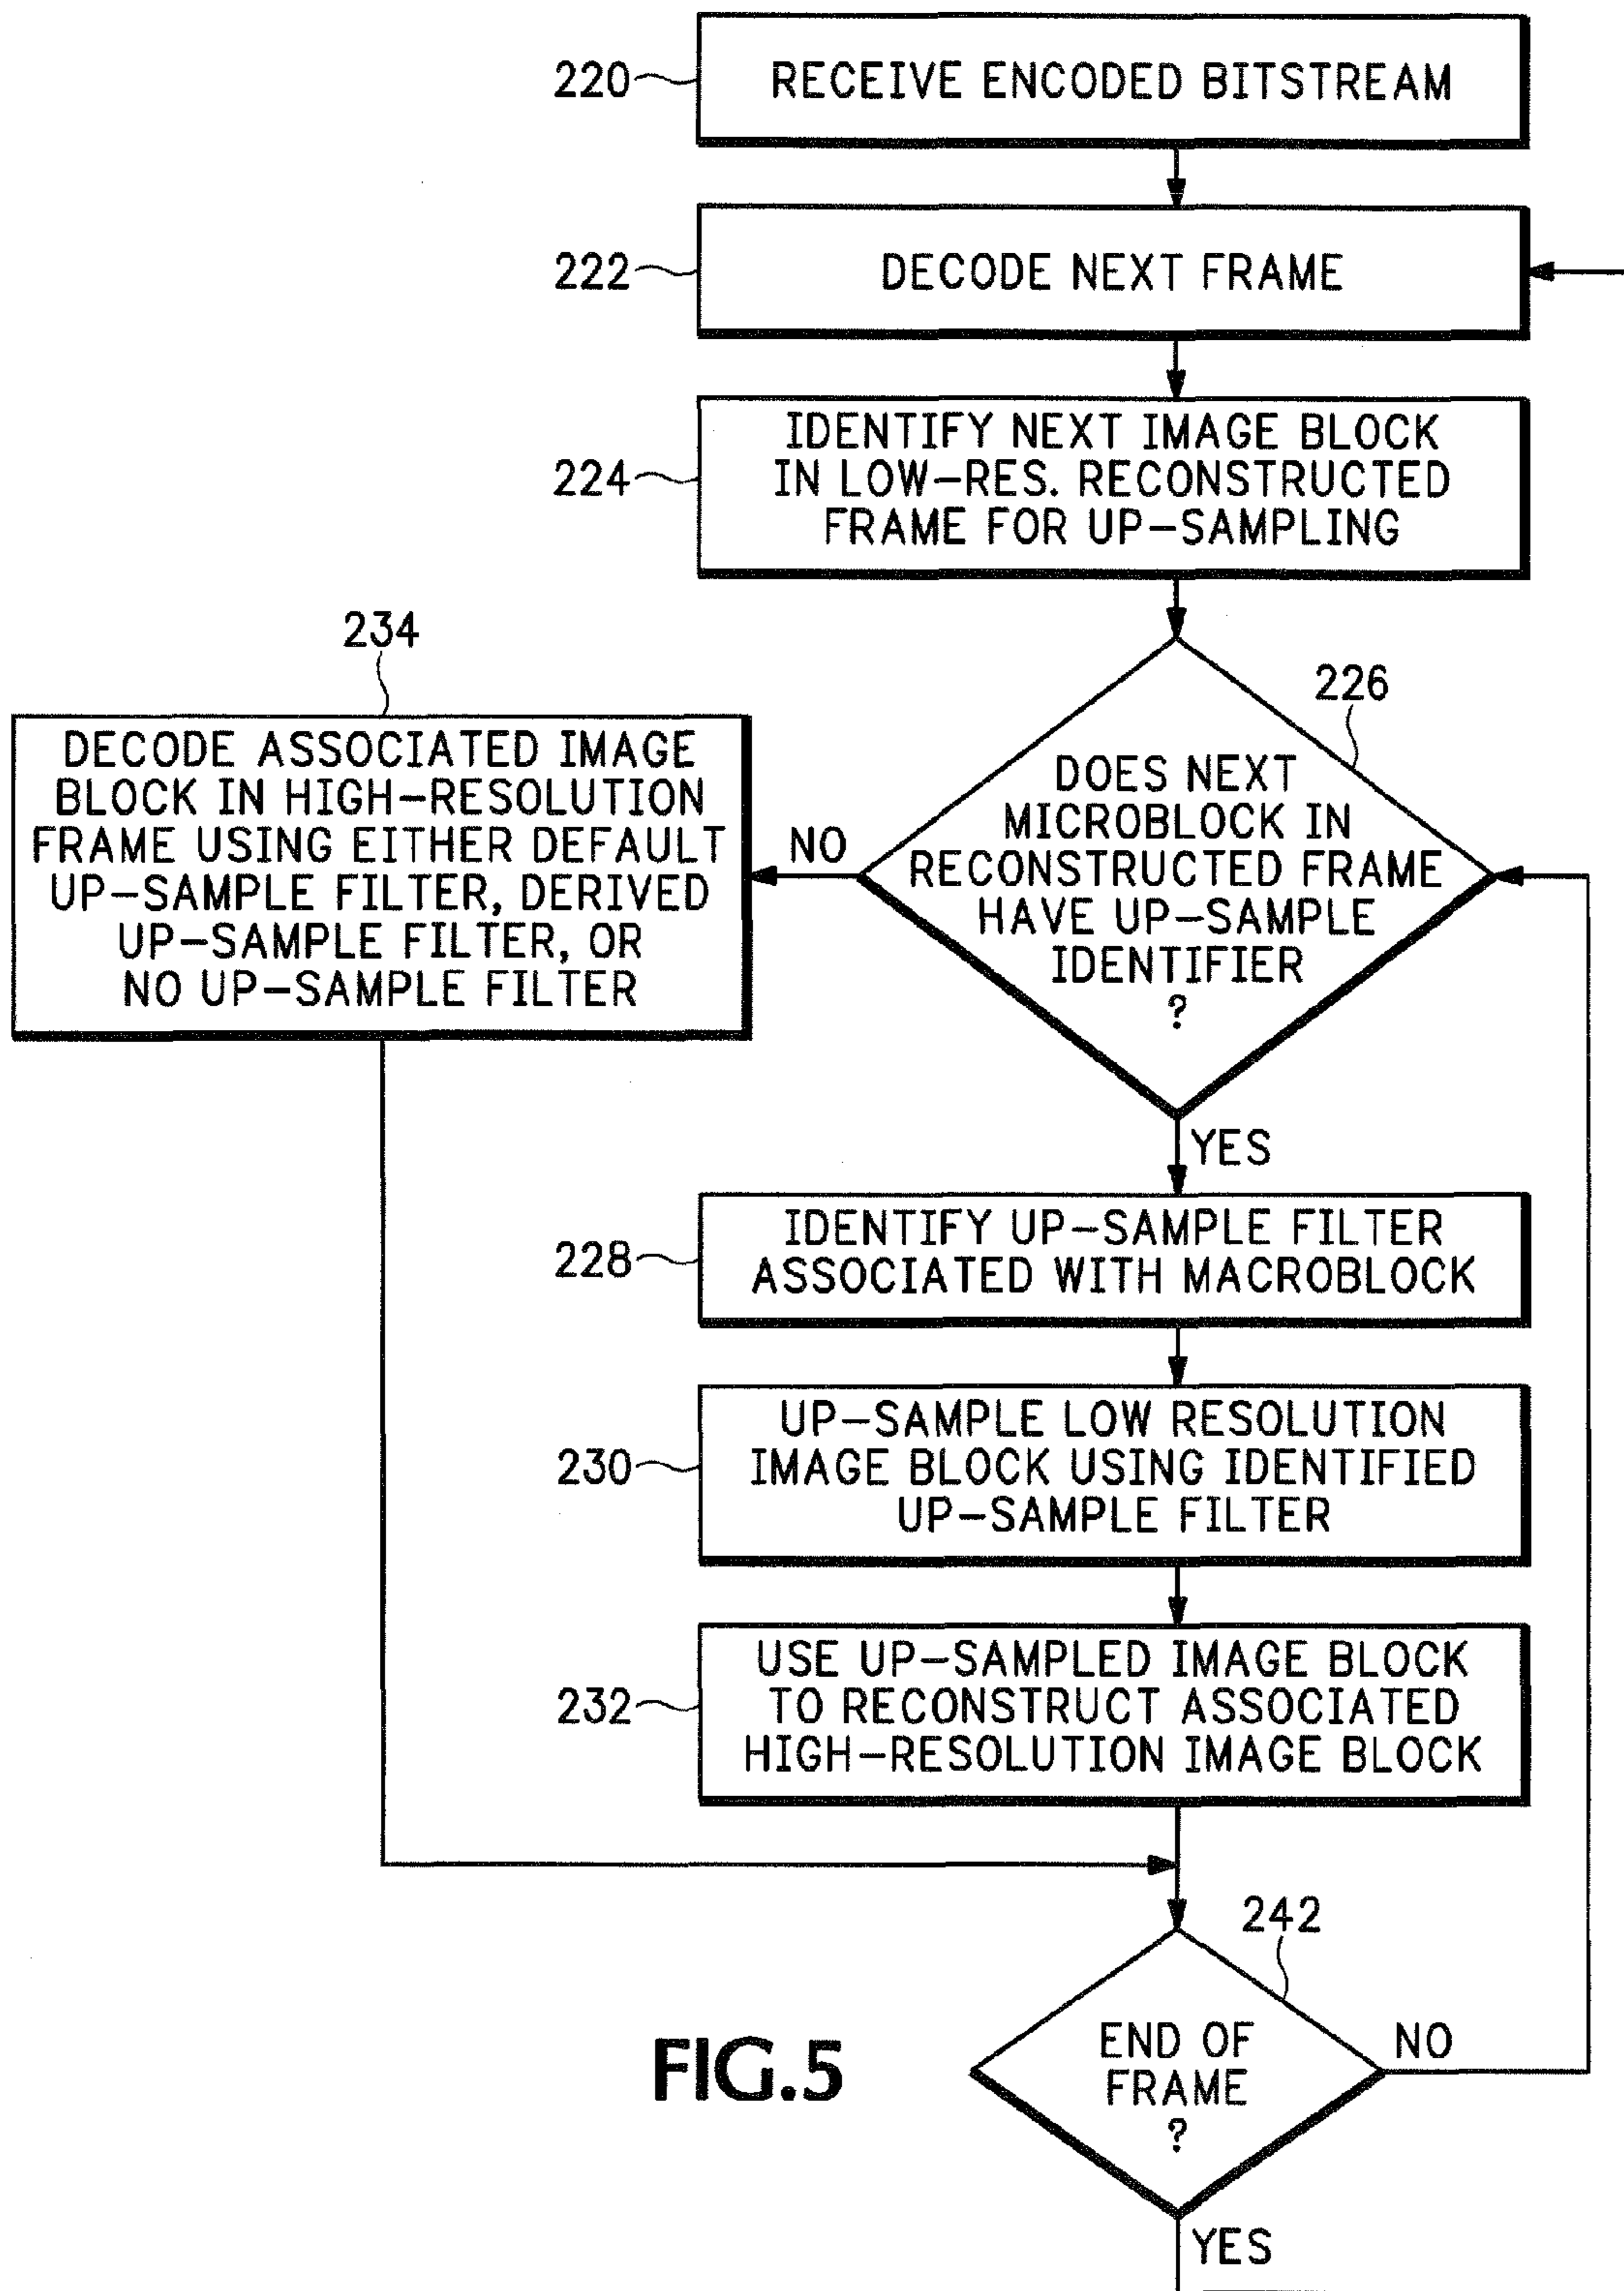 220
RECEIVE ENCODED BITSTREAM
222
DECODE NEXT FRAME
224
IDENTIFY NEXT IMAGE BLOCK
IN LOW-RES. RECONSTRUCTED
FRAME FOR UP-SAMPLING
234
DECODE ASSOCIATED IMAGE
BLOCK IN HIGH-RESOLUTION
FRAME USING EITHER DEFAULT
UP-SAMPLE FILTER, DERIVED
UP-SAMPLE FILTER, OR
NO UP-SAMPLE FILTER
NO
226
DOES NEXT
MICROBLOCK IN
RECONSTRUCTED FRAME
HAVE UP-SAMPLE
IDENTIFIER
?
YES
228
IDENTIFY UP-SAMPLE FILTER
ASSOCIATED WITH MACROBLOCK
230
UP-SAMPLE LOW RESOLUTION
IMAGE BLOCK USING IDENTIFIED
UP-SAMPLE FILTER
232
USE UP-SAMPLED IMAGE BLOCK
TO RECONSTRUCT ASSOCIATED
HIGH-RESOLUTION IMAGE BLOCK
242
END OF
FRAME
?
NO
YES
FIG.5